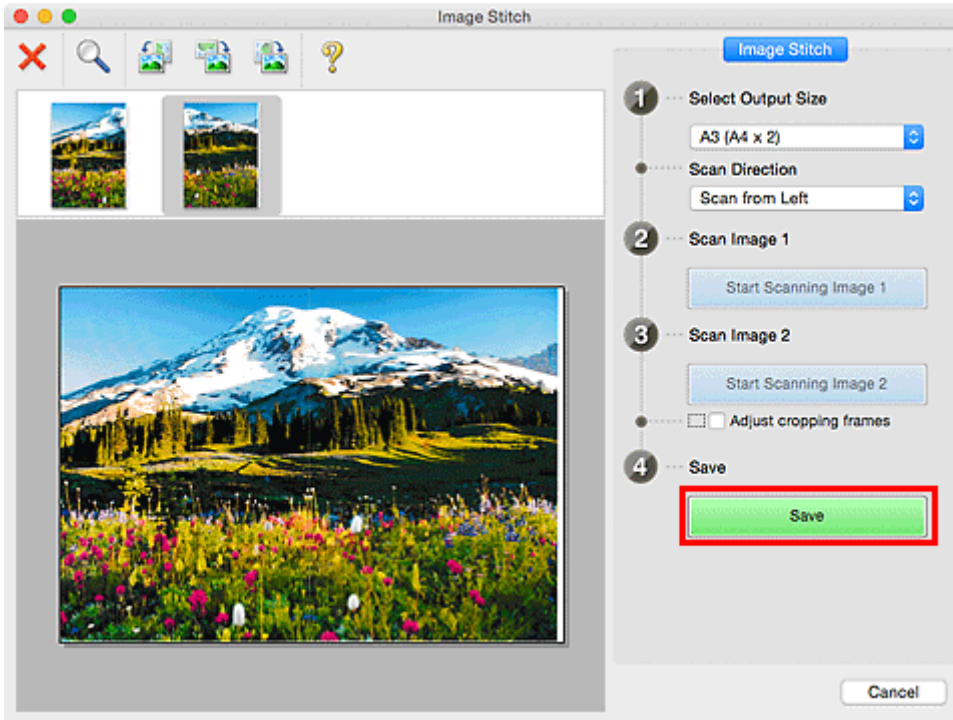 Image Stitch
Image Stitch
1 Select Output Size
A3 (A4 x 2)
Scan Direction
Scan from Left
2 Scan Image 1
Start Scanning Image 1
3 Scan Image 2
Start Scanning Image 2
Adjust cropping frames
4 Save
Save
Cancel